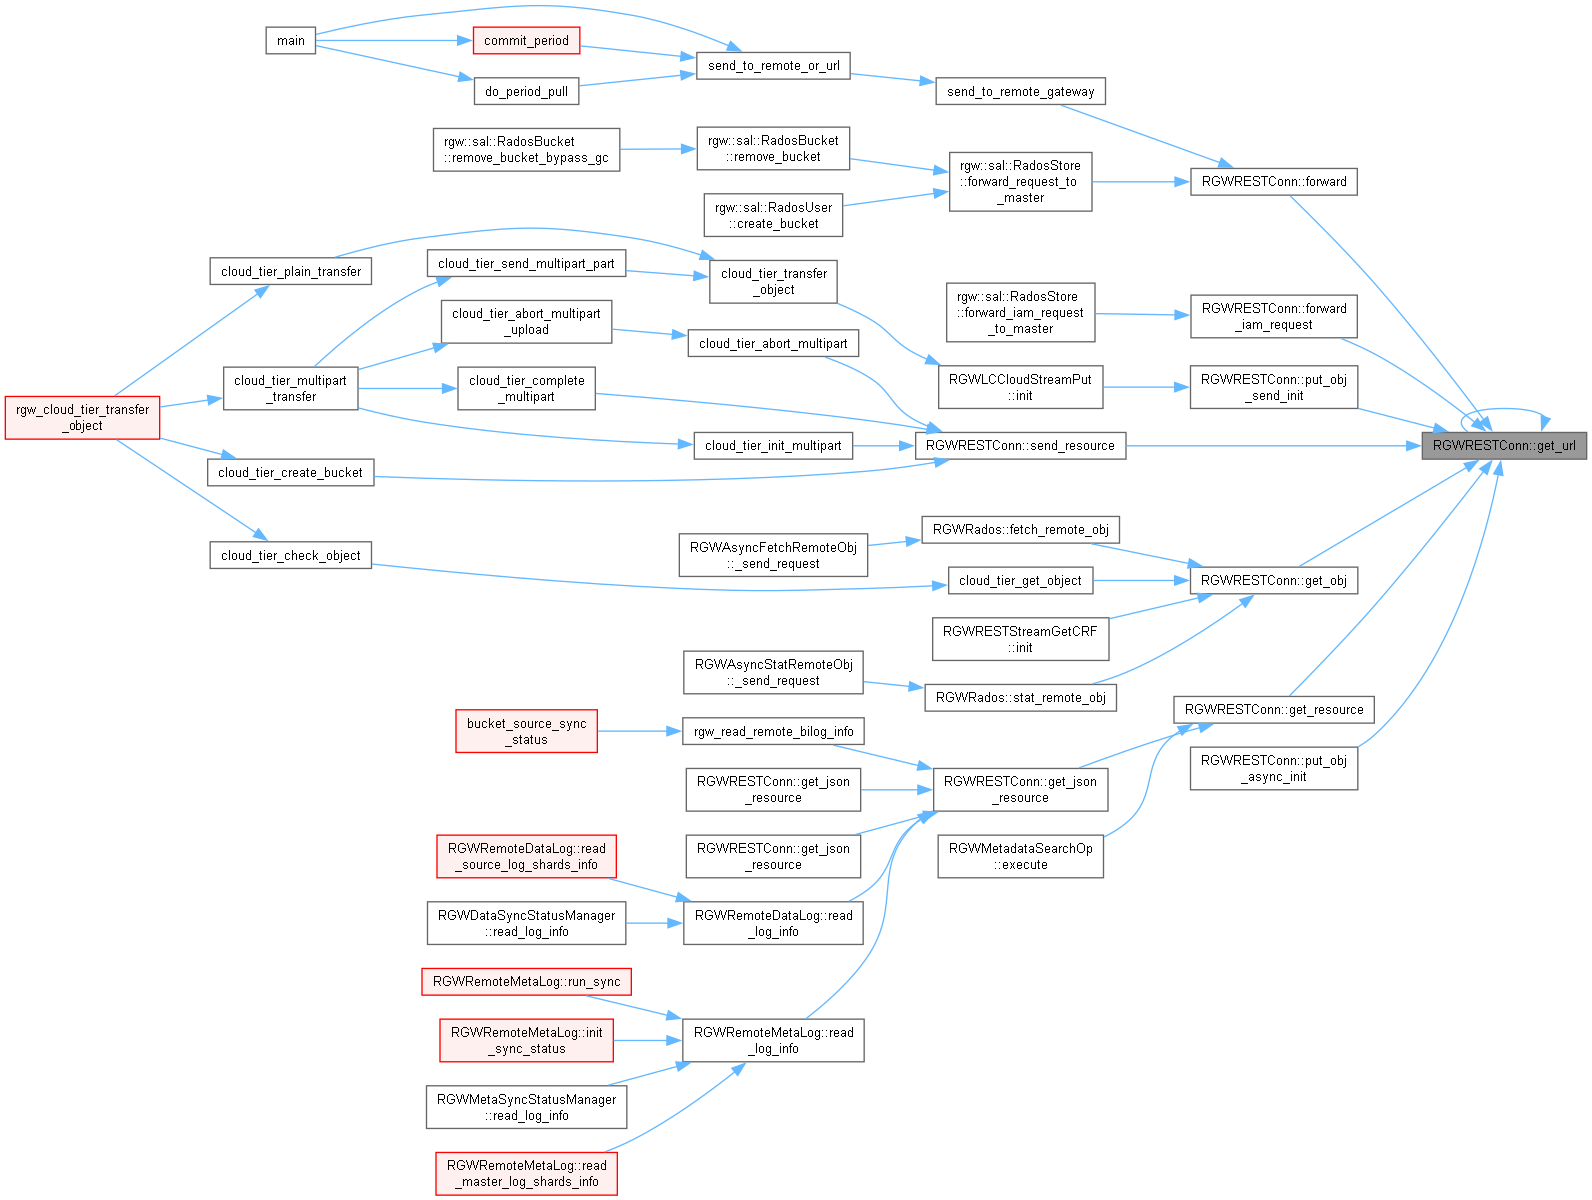 main
commit_period
do_period_pull
send_to_remote_or_url
send_to_remote_gateway
rgw::sal::RadosBucket
::remove_bucket_bypass_gc
rgw::sal::RadosBucket
::remove_bucket
rgw::sal::RadosStore
::forward_request_to
_master
RGWRESTConn::forward
rgw::sal::RadosUser
::create_bucket
cloud_tier_plain_transfer
cloud_tier_send_multipart_part
cloud_tier_transfer
_object
cloud_tier_abort_multipart
_upload
rgw::sal::RadosStore
::forward_iam_request
_to_master
RGWRESTConn::forward
_iam_request
cloud_tier_abort_multipart
rgw_cloud_tier_transfer
_object
cloud_tier_multipart
_transfer
cloud_tier_complete
_multipart
RGWLCCloudStreamPut
::init
RGWRESTConn::put_obj
_send_init
cloud_tier_init_multipart
RGWRESTConn::send_resource
RGWRESTConn::get_url
cloud_tier_create_bucket
cloud_tier_check_object
RGWAsyncFetchRemoteObj
::_send_request
RGWRados::fetch_remote_obj
cloud_tier_get_object
RGWRESTConn::get_obj
RGWRESTStreamGetCRF
::init
RGWAsyncStatRemoteObj
::_send_request
RGWRados::stat_remote_obj
RGWRESTConn::get_resource
bucket_source_sync
_status
rgw_read_remote_bilog_info
RGWRESTConn::get_json
_resource
RGWRESTConn::get_json
_resource
RGWRESTConn::put_obj
_async_init
RGWRESTConn::get_json
_resource
RGWMetadataSearchOp
::execute
RGWRemoteDataLog::read
_source_log_shards_info
RGWDataSyncStatusManager
::read_log_info
RGWRemoteDataLog::read
_log_info
RGWRemoteMetaLog::run_sync
RGWRemoteMetaLog::init
_sync_status
RGWRemoteMetaLog::read
_log_info
RGWMetaSyncStatusManager
::read_log_info
RGWRemoteMetaLog::read
_master_log_shards_info